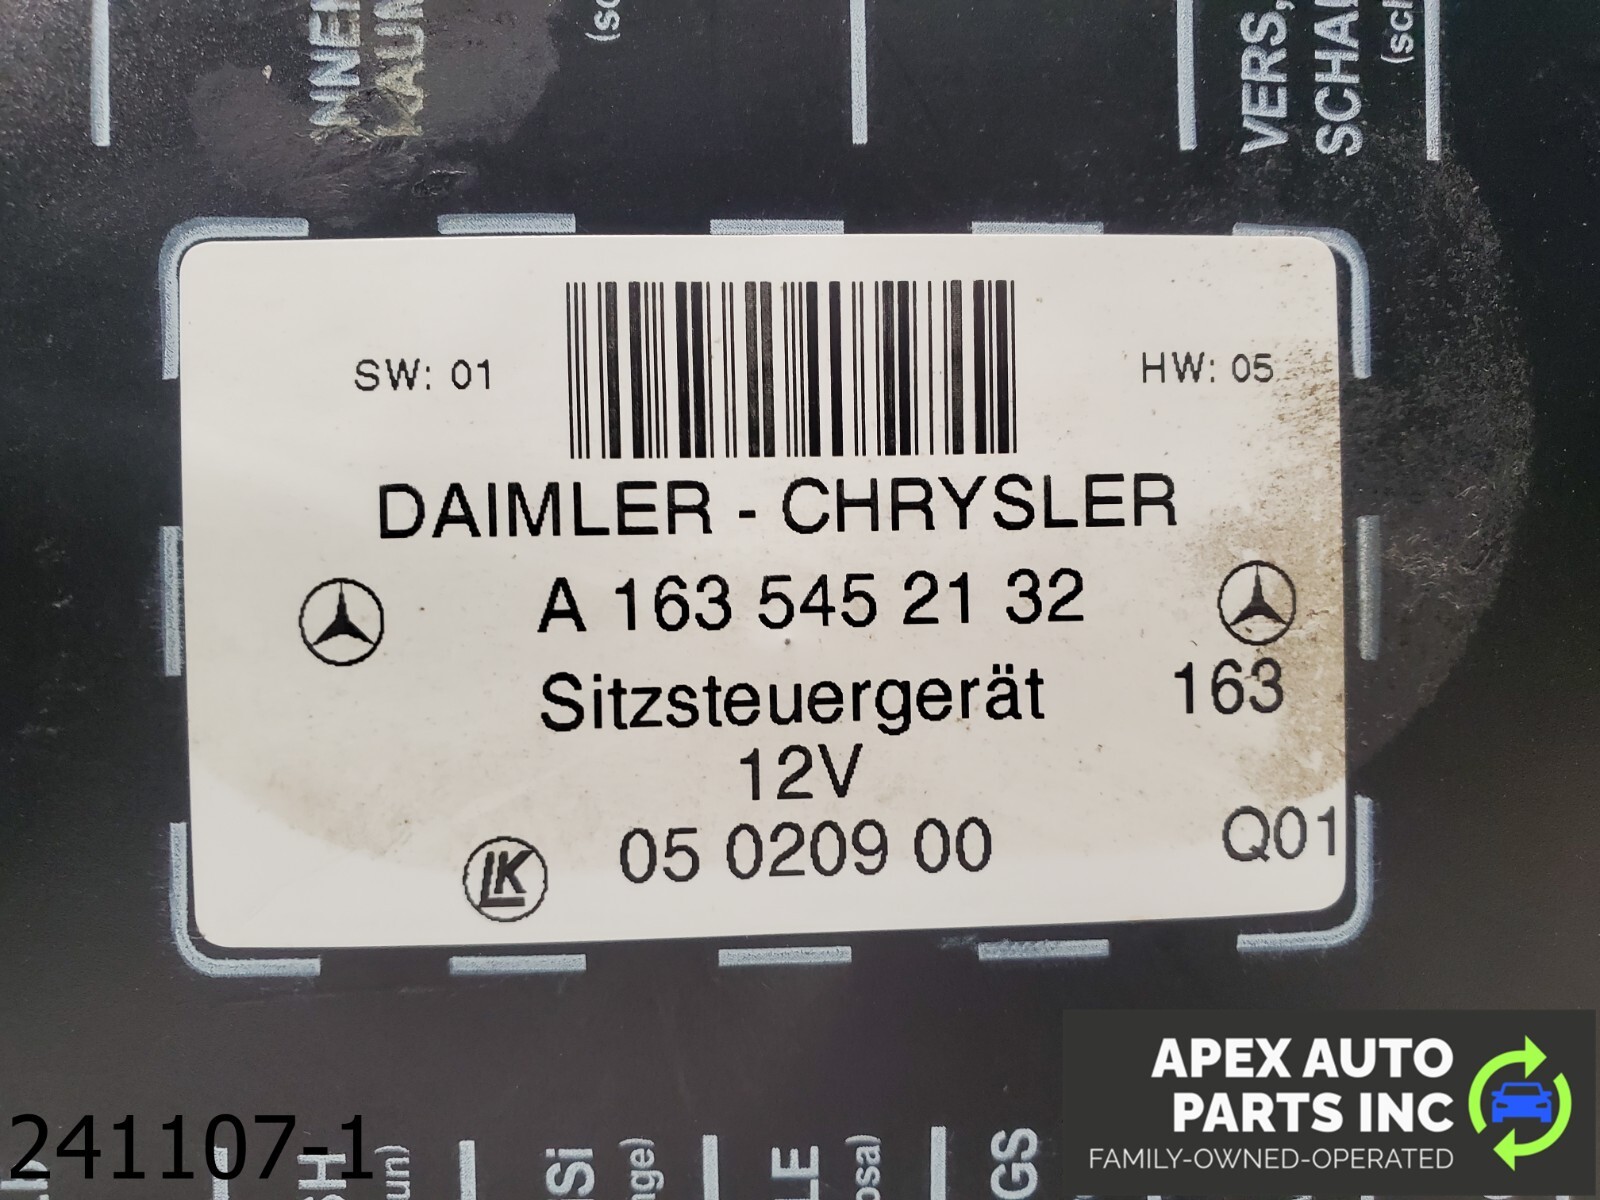 VERS,
SW: 01
HW: 05
DAIMLER - CHRYSLER
A 163 545 21 32
Sitzsteuergerät
163
12V
LK
05 0209 00
Q01
241107-1
APEX AUTO
PARTS INC
FAMILY-OWNED-OPERATED